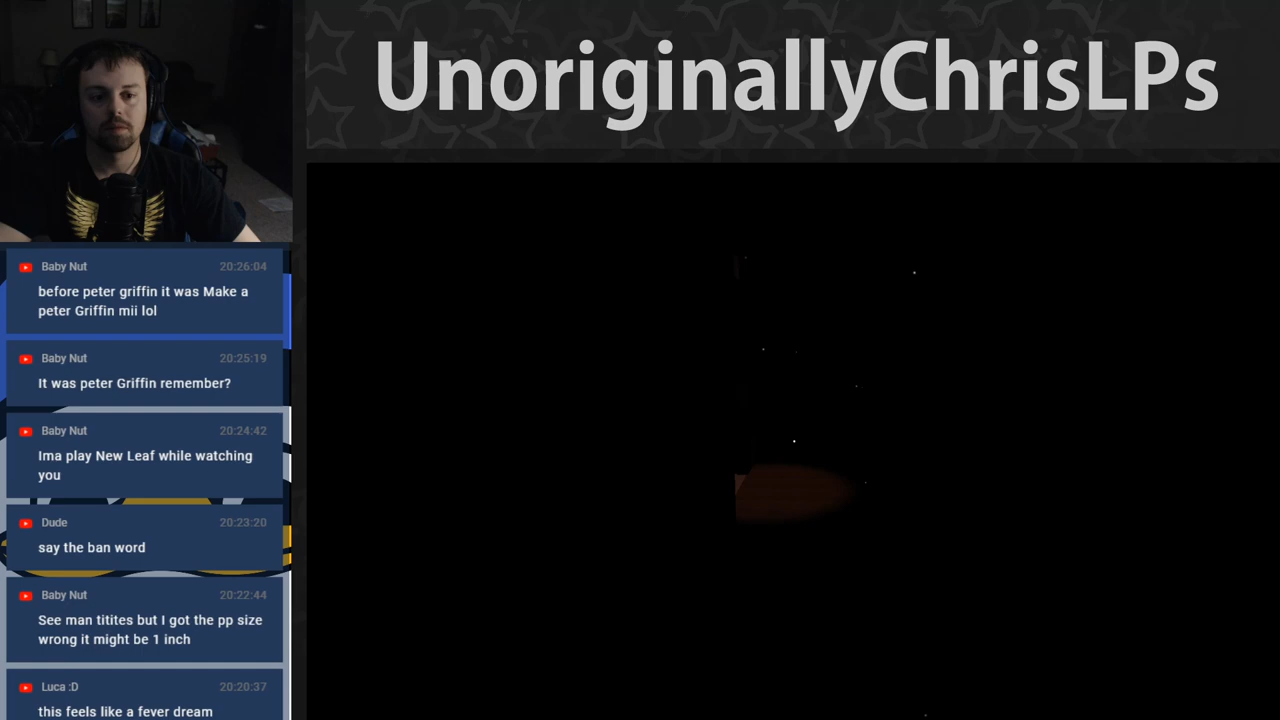 UnoriginallyChrisLPs
Baby Nut 20:26:04
before peter griffin it was Make a
peter Griffin mii lol
Baby Nut 20:25:19
It was peter Griffin remember?
Baby Nut 20:24:42
Ima play New Leaf while watching
you
Dude 20:23:20
say the ban word
Baby Nut 20:22:44
See man titites but I got the pp size
wrong it might be 1 inch
Luca :D 20:20:37
this feels like a fever dream